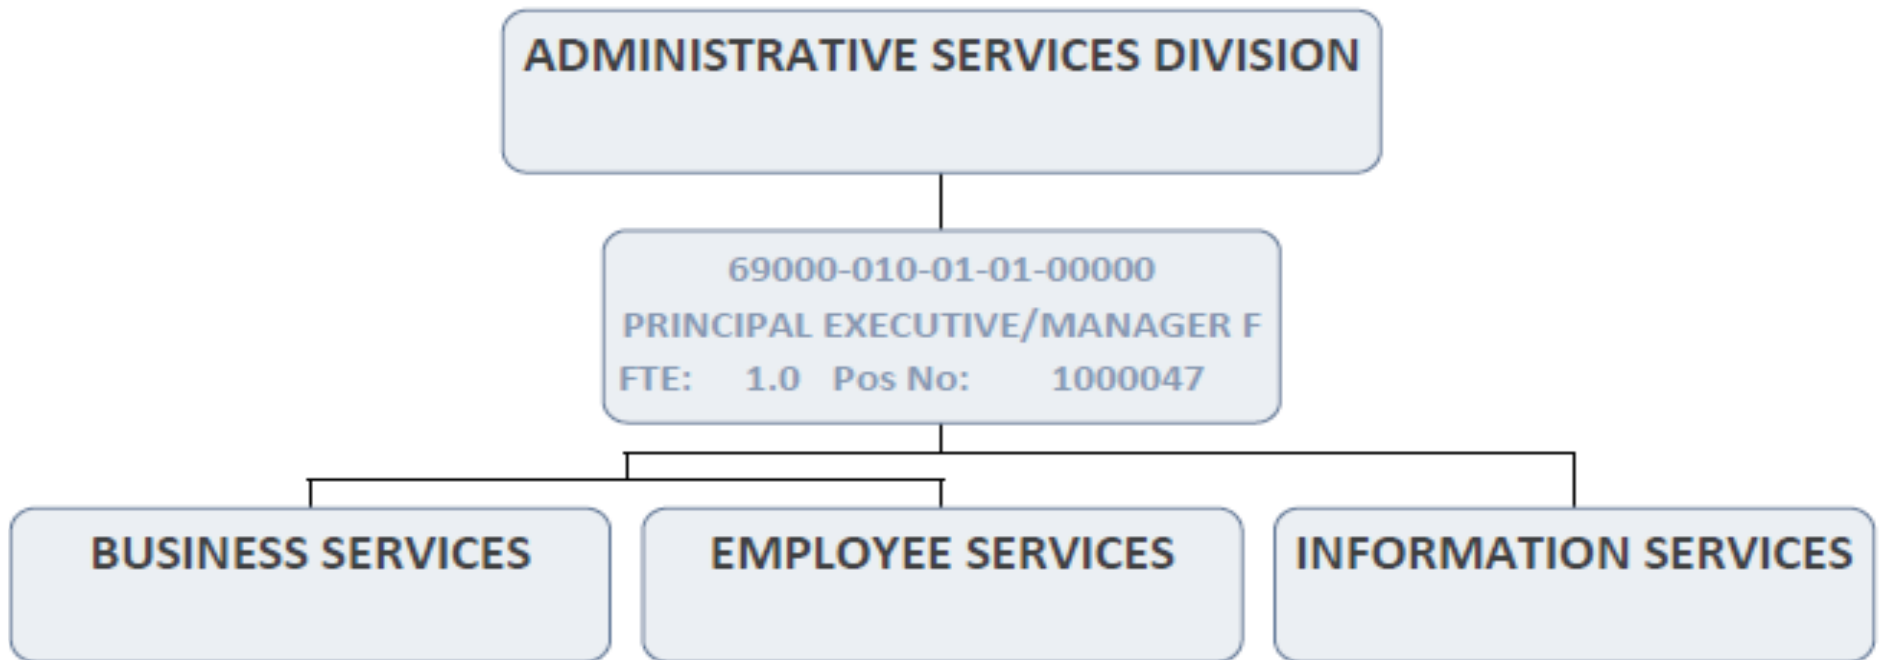 ADMINISTRATIVE SERVICES DIVISION
69000-010-01-01-00000
PRINCIPAL EXECUTIVE/MANAGER F
FTE: 1.0 Pos No: 1000047
BUSINESS SERVICES
EMPLOYEE SERVICES
INFORMATION SERVICES